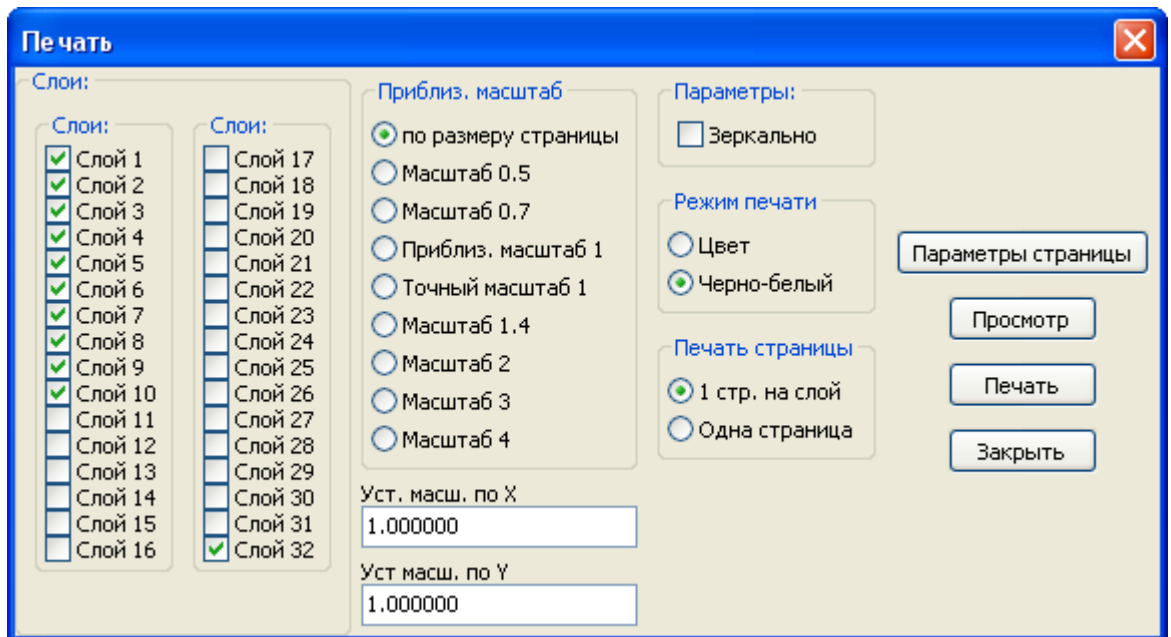 Печать
Слои:
Слои:
Слой 1
Слой 2
Слой 3
Слой 4
Слой 5
Слой 6
Слой 7
Слой 8
Слой 9
Слой 10
Слой 11
Слой 12
Слой 13
Слой 14
Слой 15
Слой 16
Слои:
Слой 17
Слой 18
Слой 19
Слой 20
Слой 21
Слой 22
Слой 23
Слой 24
Слой 25
Слой 26
Слой 27
Слой 28
Слой 29
Слой 30
Слой 31
Слой 32
Приблиз. масштаб
по размеру страницы
Масштаб 0.5
Масштаб 0.7
Приблиз. масштаб 1
Точный масштаб 1
Масштаб 1.4
Масштаб 2
Масштаб 3
Масштаб 4
Уст. масш. по X
1.000000
Уст масш. по Y
1.000000
Параметры:
Зеркально
Режим печати
Цвет
Черно-белый
Печать страницы
1 стр. на слой
Одна страница
Параметры страницы
Просмотр
Печать
Закрыть